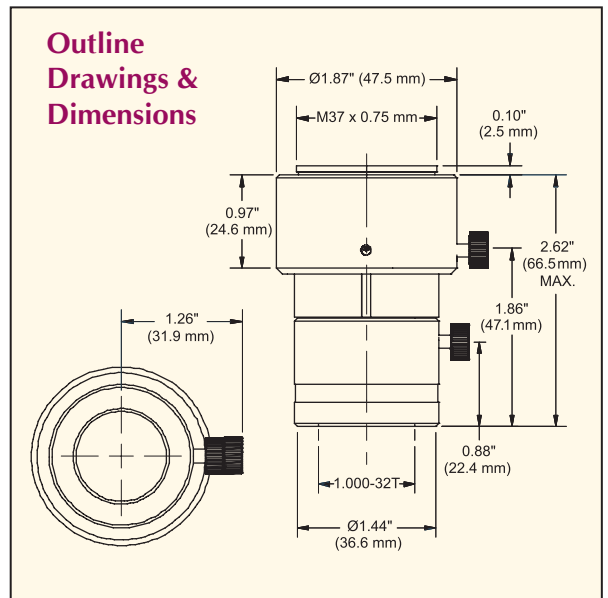 Outline
Drawings &
Dimensions
Ø1.87" (47.5 mm)
M37 x 0.75 mm
0.10"
(2.5 mm)
0.97"
(24.6 mm)
2.62"
(66.5mm)
MAX.
1.86"
(47.1mm)
1.26"
(31.9 mm)
0.88"
(22.4 mm)
1.000-32T
Ø1.44"
(36.6 mm)